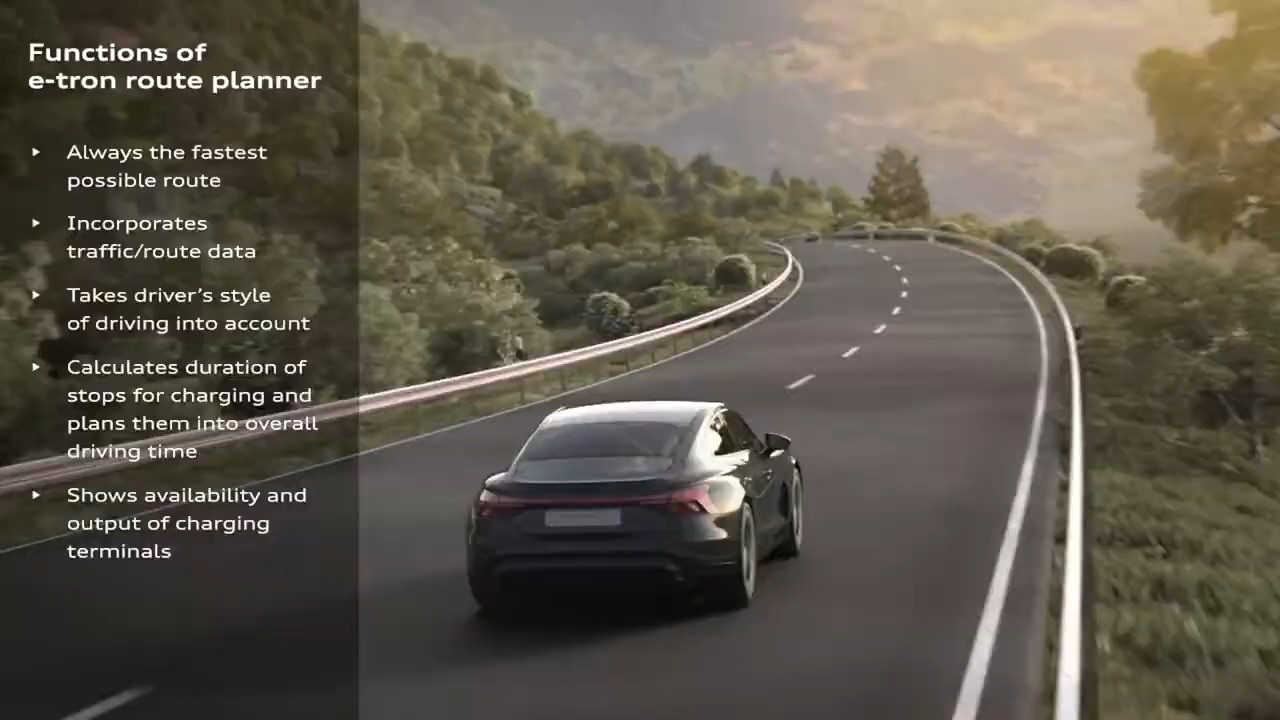 Functions of
e-tron route planner
Always the fastest
possible route
Incorporates
traffic/route data
Takes driver's style
of driving into account
Calculates duration of
stops for charging and
plans them into overall
driving time
Shows availability and
output of charging
terminals